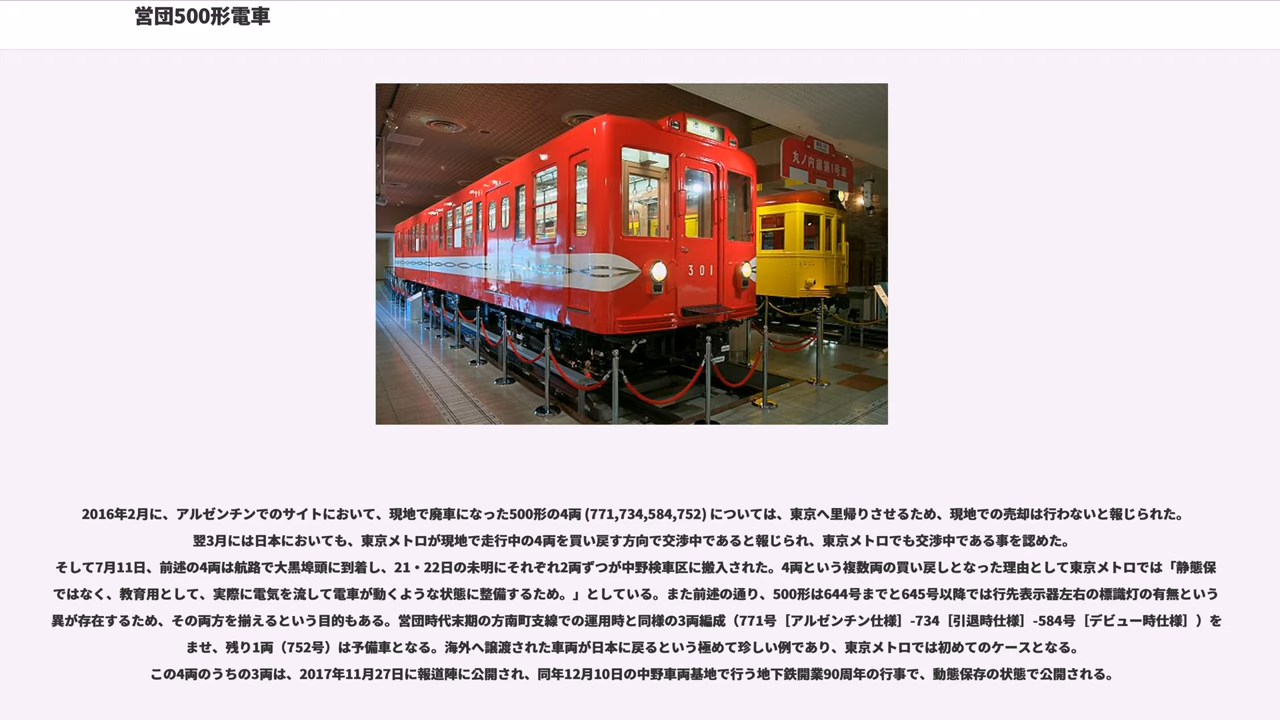 営団500形電車
丸ノ内線第1号車
301
2016年2月に、アルゼンチンでのサイトにおいて、現地で廃車になった500形の4両 (771,734,584,752) については、東京へ里帰りさせるため、現地での売却は行わないと報じられた。
翌3月には日本においても、東京メトロが現地で走行中の4両を買い戻す方向で交渉中であると報じられ、東京メトロでも交渉中である事を認めた。
そして7月11日、前述の4両は航路で大黒埠頭に到着し、21・22日の未明にそれぞれ2両ずつが中野検車区に搬入された。4両という複数両の買い戻しとなった理由として東京メトロでは「静態保
ではなく、教育用として、実際に電気を流して電車が動くような状態に整備するため。」としている。また前述の通り、500形は644号までと645号以降では行先表示器左右の標識灯の有無という
異が存在するため、その両方を揃えるという目的もある。営団時代末期の方南町支線での運用時と同様の3両編成（771号［アルゼンチン仕様］-734［引退時仕様］-584号［デビュー時仕様］）を
ませ、残り1両（752号）は予備車となる。海外へ譲渡された車両が日本に戻るという極めて珍しい例であり、東京メトロでは初めてのケースとなる。
この4両のうちの3両は、2017年11月27日に報道陣に公開され、同年12月10日の中野車両基地で行う地下鉄開業90周年の行事で、動態保存の状態で公開される。